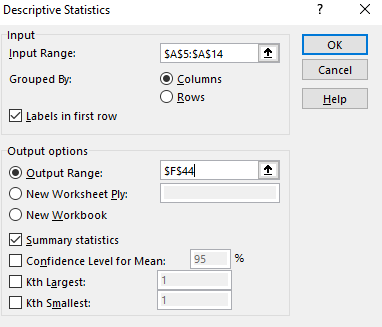 Descriptive Statistics ? ×
Input
Input Range: $A$5:$A$14
OK
Cancel
Grouped By: Columns
Rows
Help
Labels in first row
Output options
Output Range: $F$44
New Worksheet Ply:
New Workbook
Summary statistics
Confidence Level for Mean: 95 %
Kth Largest: 1
Kth Smallest: 1